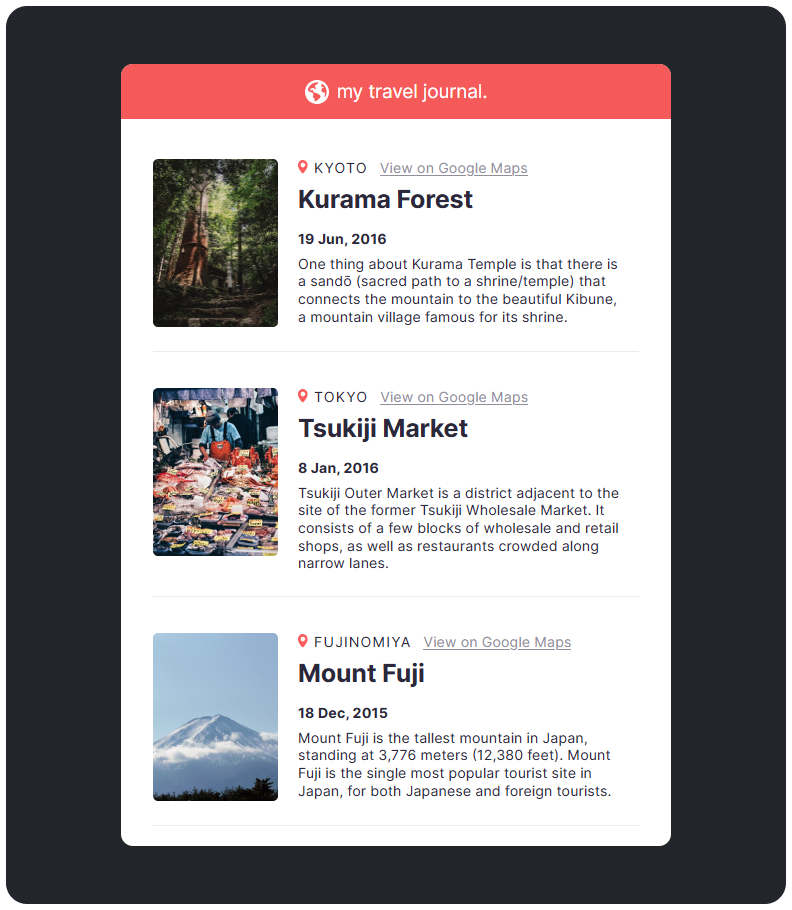 my travel journal.
KYOTO View on Google Maps
Kurama Forest
19 Jun, 2016
One thing about Kurama Temple is that there is
a sandō (sacred path to a shrine/temple) that
connects the mountain to the beautiful Kibune,
a mountain village famous for its shrine.
TOKYO View on Google Maps
Tsukiji Market
8 Jan, 2016
Tsukiji Outer Market is a district adjacent to the
site of the former Tsukiji Wholesale Market. It
consists of a few blocks of wholesale and retail
shops, as well as restaurants crowded along
narrow lanes.
FUJINOMIYA View on Google Maps
Mount Fuji
18 Dec, 2015
Mount Fuji is the tallest mountain in Japan,
standing at 3,776 meters (12,380 feet). Mount
Fuji is the single most popular tourist site in
Japan, for both Japanese and foreign tourists.